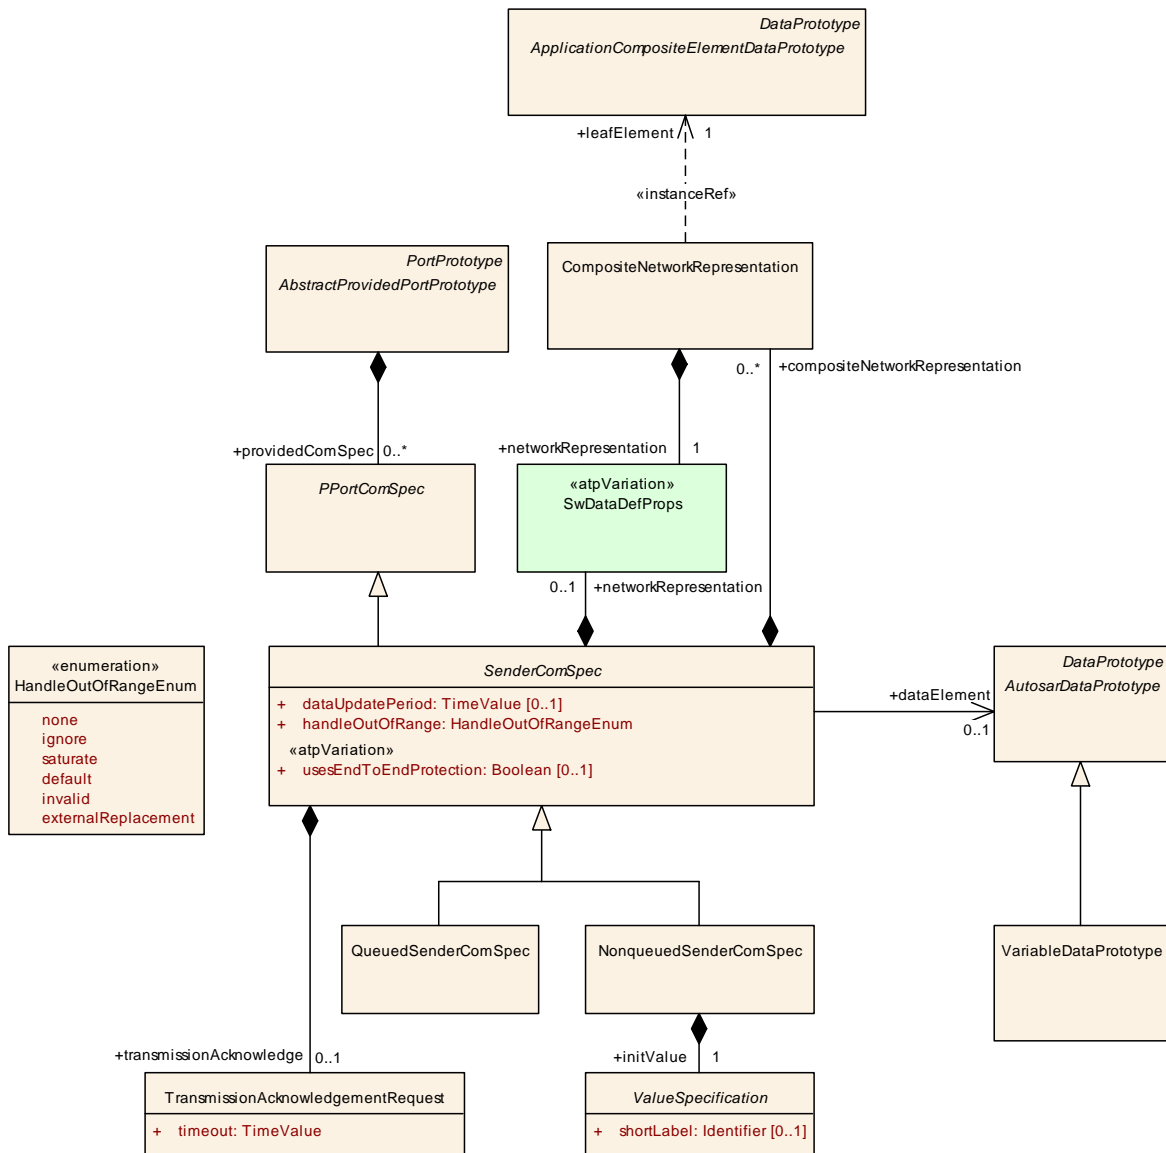 DataPrototype
ApplicationCompositeElementDataPrototype
+leafElement 1
«instanceRef»
PortPrototype
AbstractProvidedPortPrototype
CompositeNetworkRepresentation
0..* +compositeNetworkRepresentation
+providedComSpec 0..*
+networkRepresentation 1
PPortComSpec
«atpVariation»
SwDataDefProps
0..1 +networkRepresentation
«enumeration»
HandleOutOfRangeEnum
none
ignore
saturate
default
invalid
externalReplacement
SenderComSpec
+ dataUpdatePeriod: TimeValue [0..1]
+ handleOutOfRange: HandleOutOfRangeEnum
«atpVariation»
+ usesEndToEndProtection: Boolean [0..1]
+dataElement
0..1
DataPrototype
AutosarDataPrototype
QueuedSenderComSpec
NonqueuedSenderComSpec
VariableDataPrototype
+transmissionAcknowledge 0..1
+initValue 1
TransmissionAcknowledgementRequest
+ timeout: TimeValue
ValueSpecification
+ shortLabel: Identifier [0..1]